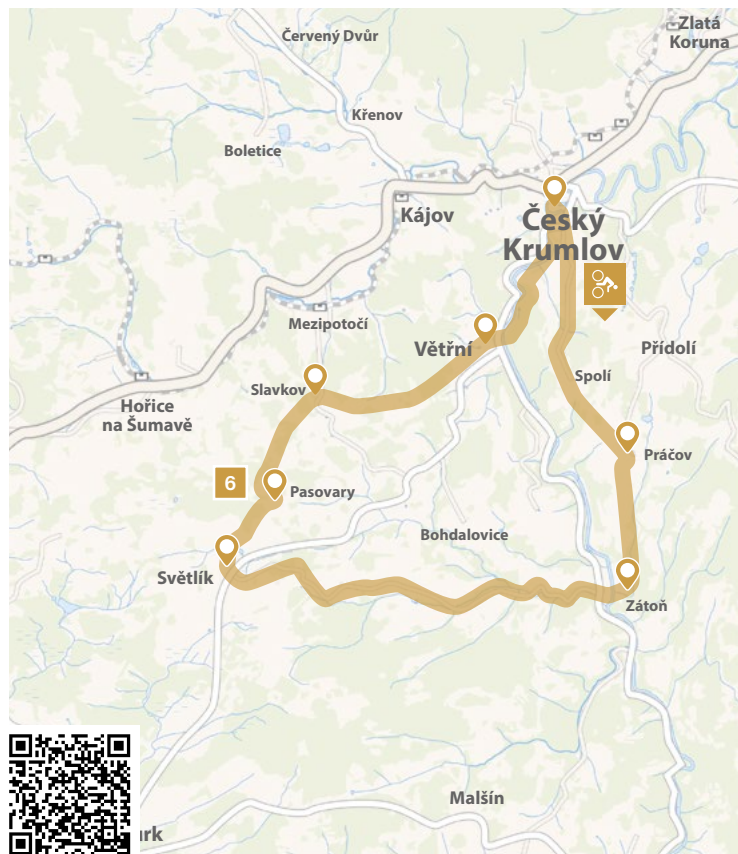 Zlatá
Koruna
Červený Dvůr
Křenov
Boletice
Kájov
Český
Krumlov
Mezipotočí
Větřní
Přídolí
Spolí
Slavkov
Hořice
na Šumavě
Práčov
6
Pasovary
Bohdalovice
Světlík
Zátoň
Malšín